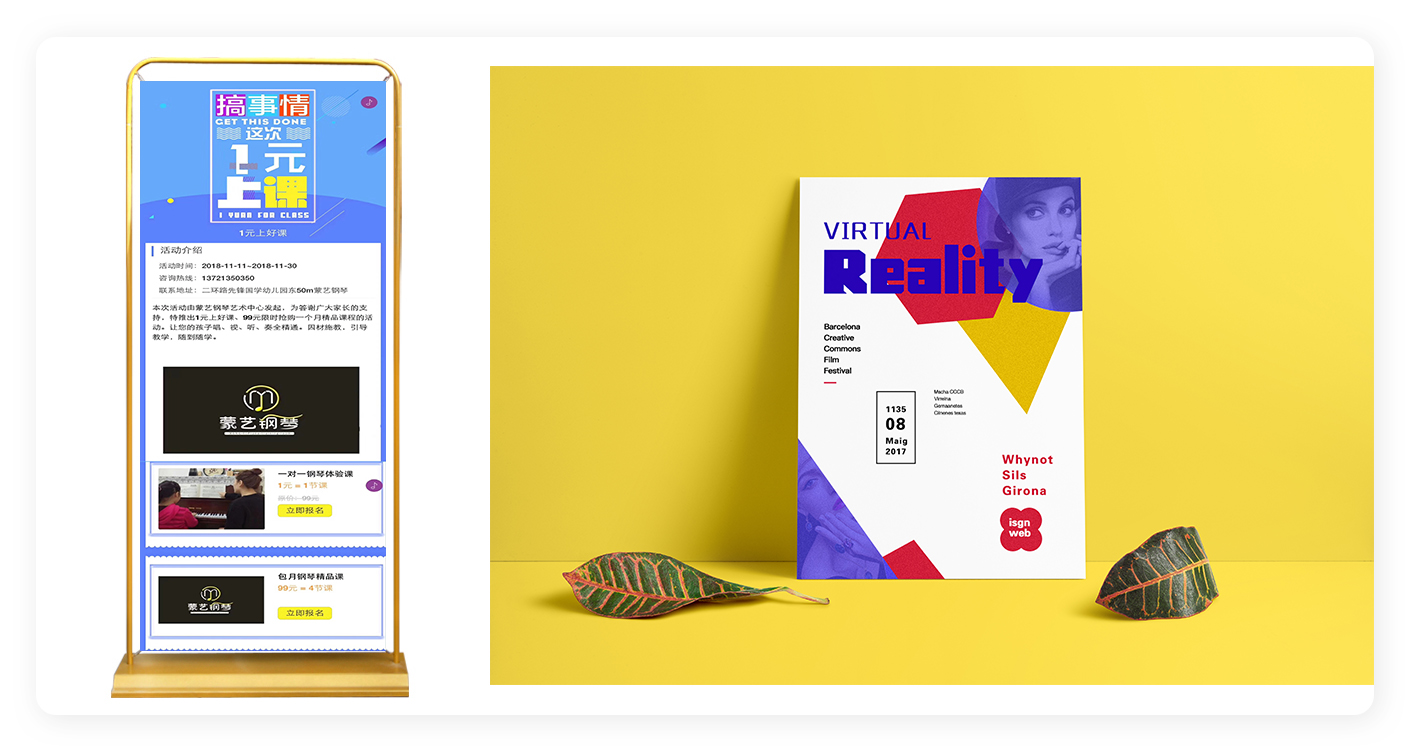 搞事情
GET THIS DONE
这次
1元
上课
1 YUAN FOR CLASS
1元上好课
活动介绍
活动时间：2018-11-11~2018-11-30
咨询热线：13721350350
联系地址：二环路先锋国学幼儿园东50m蒙艺钢琴
本次活动由蒙艺钢琴艺术中心发起，为答谢广大家长的支
持，特推出1元上好课、99元限时抢购一个月精品课程的活
动。让您的孩子唱、视、听、奏全精通。因材施教，引导
教学，随到随学。
蒙艺钢琴
一对一钢琴体验课
1元 = 1节课
原价：99元
立即报名
包月钢琴精品课
99元 = 4节课
立即报名
蒙艺钢琴
VIRTUAL
Reality
Barcelona
Creative
Commons
Film
Festival
1135
08
Maig
2017
Macha CCCB
Whynot
Sils
Girona
isgn
web